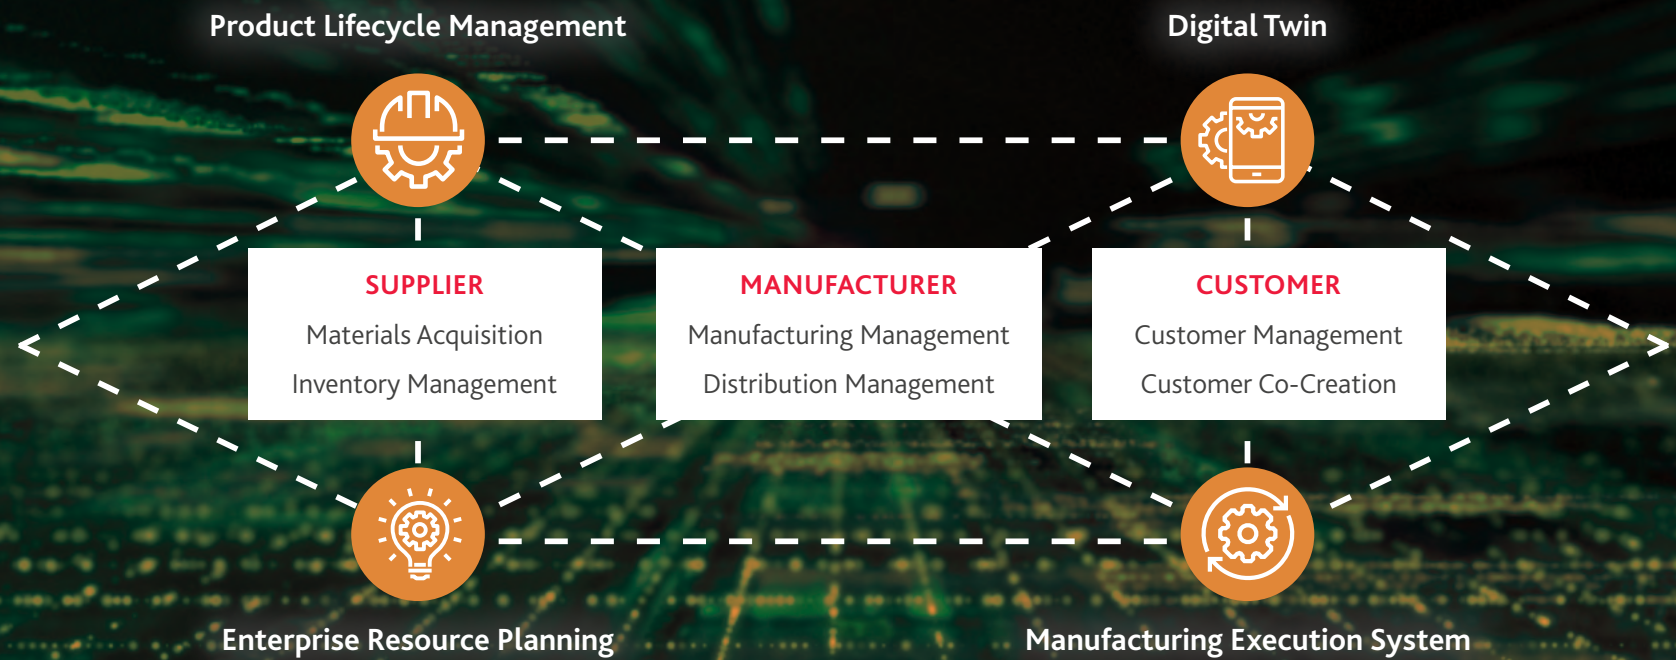 Product Lifecycle Management
Digital Twin
SUPPLIER
Materials Acquisition
Inventory Management
MANUFACTURER
Manufacturing Management
Distribution Management
CUSTOMER
Customer Management
Customer Co-Creation
Enterprise Resource Planning
Manufacturing Execution System